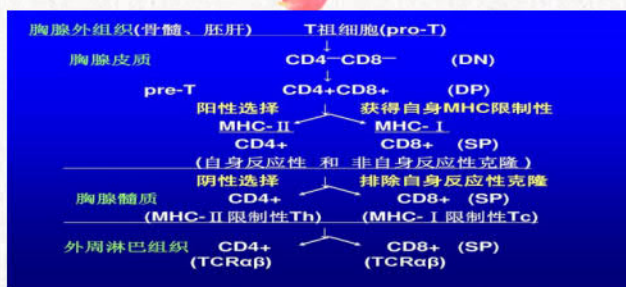 胸腺外组织(骨髓、胚肝) T祖细胞(pro-T)
↓
胸腺皮质 CD4—CD8— (DN)
↓
pre-T CD4+CD8+ (DP)
阳性选择 ↓ 获得自身MHC限制性
MHC-Ⅱ MHC-Ⅰ
CD4+ CD8+ (SP)
(自身反应性 和 非自身反应性克隆)
阴性选择 ↓ 排除自身反应性克隆
胸腺髓质 CD4+ CD8+ (SP)
(MHC-Ⅱ限制性Th) (MHC-Ⅰ限制性Tc)
外周淋巴组织 CD4+ CD8+ (SP)
(TCRαβ) (TCRαβ)